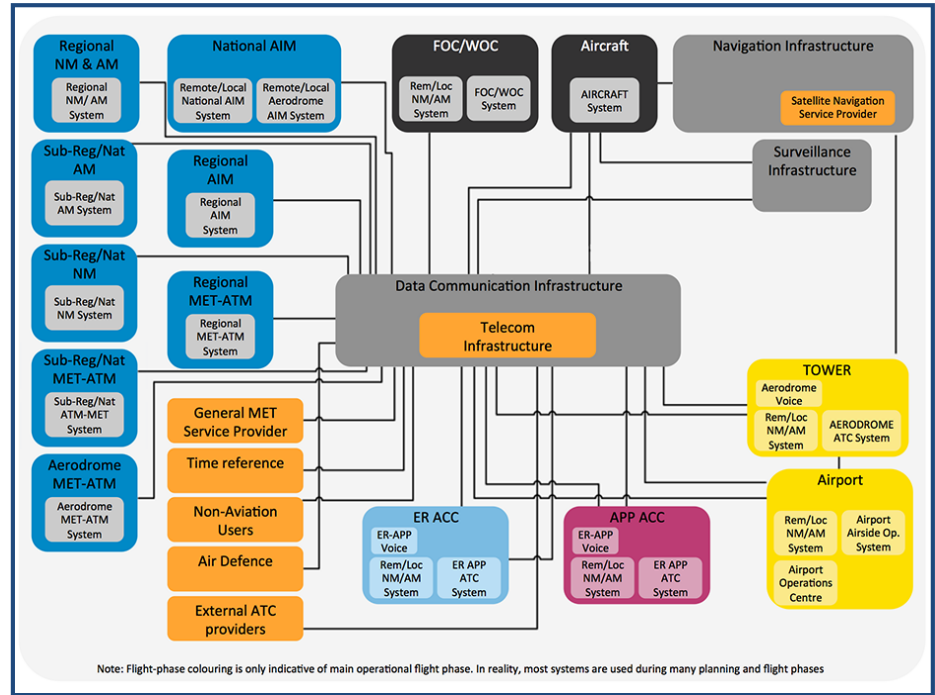 Regional
NM & AM
Regional
NM/ AM
System
National AIM
Remote/Local
National AIM
System
Remote/Local
Aerodrome
AIM System
FOC/WOC
Rem/Loc
NM/AM
System
FOC/WOC
System
Aircraft
AIRCRAFT
System
Navigation Infrastructure
Satellite Navigation
Service Provider
Surveillance
Infrastructure
Sub-Reg/Nat
AM
Sub-Reg/Nat
AM System
Regional
AIM
Regional
AIM
System
Sub-Reg/Nat
NM
Sub-Reg/Nat
NM System
Regional
MET-ATM
Regional
MET-ATM
System
Data Communication Infrastructure
Telecom
Infrastructure
Sub-Reg/Nat
MET-ATM
Sub-Reg/Nat
ATM-MET
System
Aerodrome
MET-ATM
Aerodrome
MET-ATM
System
General MET
Service Provider
Time reference
Non-Aviation
Users
Air Defence
External ATC
providers
ER ACC
ER-APP
Voice
Rem/Loc
NM/AM
System
ER APP
ATC
System
APP ACC
ER-APP
Voice
Rem/Loc
NM/AM
System
ER APP
ATC
System
TOWER
Aerodrome
Voice
Rem/Loc
NM/AM
System
AERODROME
ATC System
Airport
Rem/Loc
NM/AM
System
Airport
Airside Op.
System
Airport
Operations
Centre
Note: Flight-phase colouring is only indicative of main operational flight phase. In reality, most systems are used during many planning and flight phases